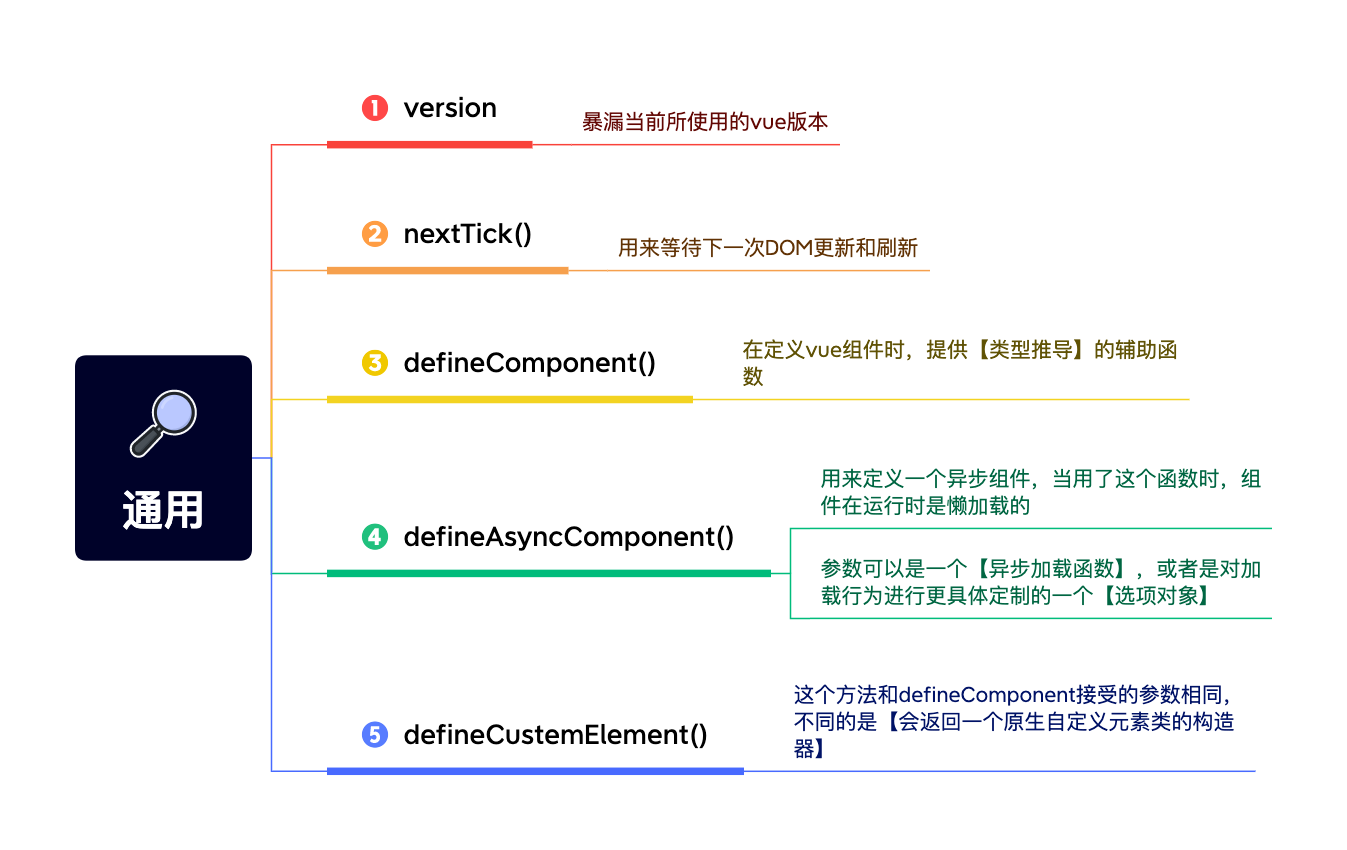 通用
1 version
暴漏当前所使用的vue版本
2 nextTick()
用来等待下一次DOM更新和刷新
3 defineComponent()
在定义vue组件时，提供【类型推导】的辅助函
数
4 defineAsyncComponent()
用来定义一个异步组件，当用了这个函数时，组
件在运行时是懒加载的
参数可以是一个【异步加载函数】，或者是对加
载行为进行更具体定制的一个【选项对象】
5 defineCustemElement()
这个方法和defineComponent接受的参数相同，
不同的是【会返回一个原生自定义元素类的构造
器】